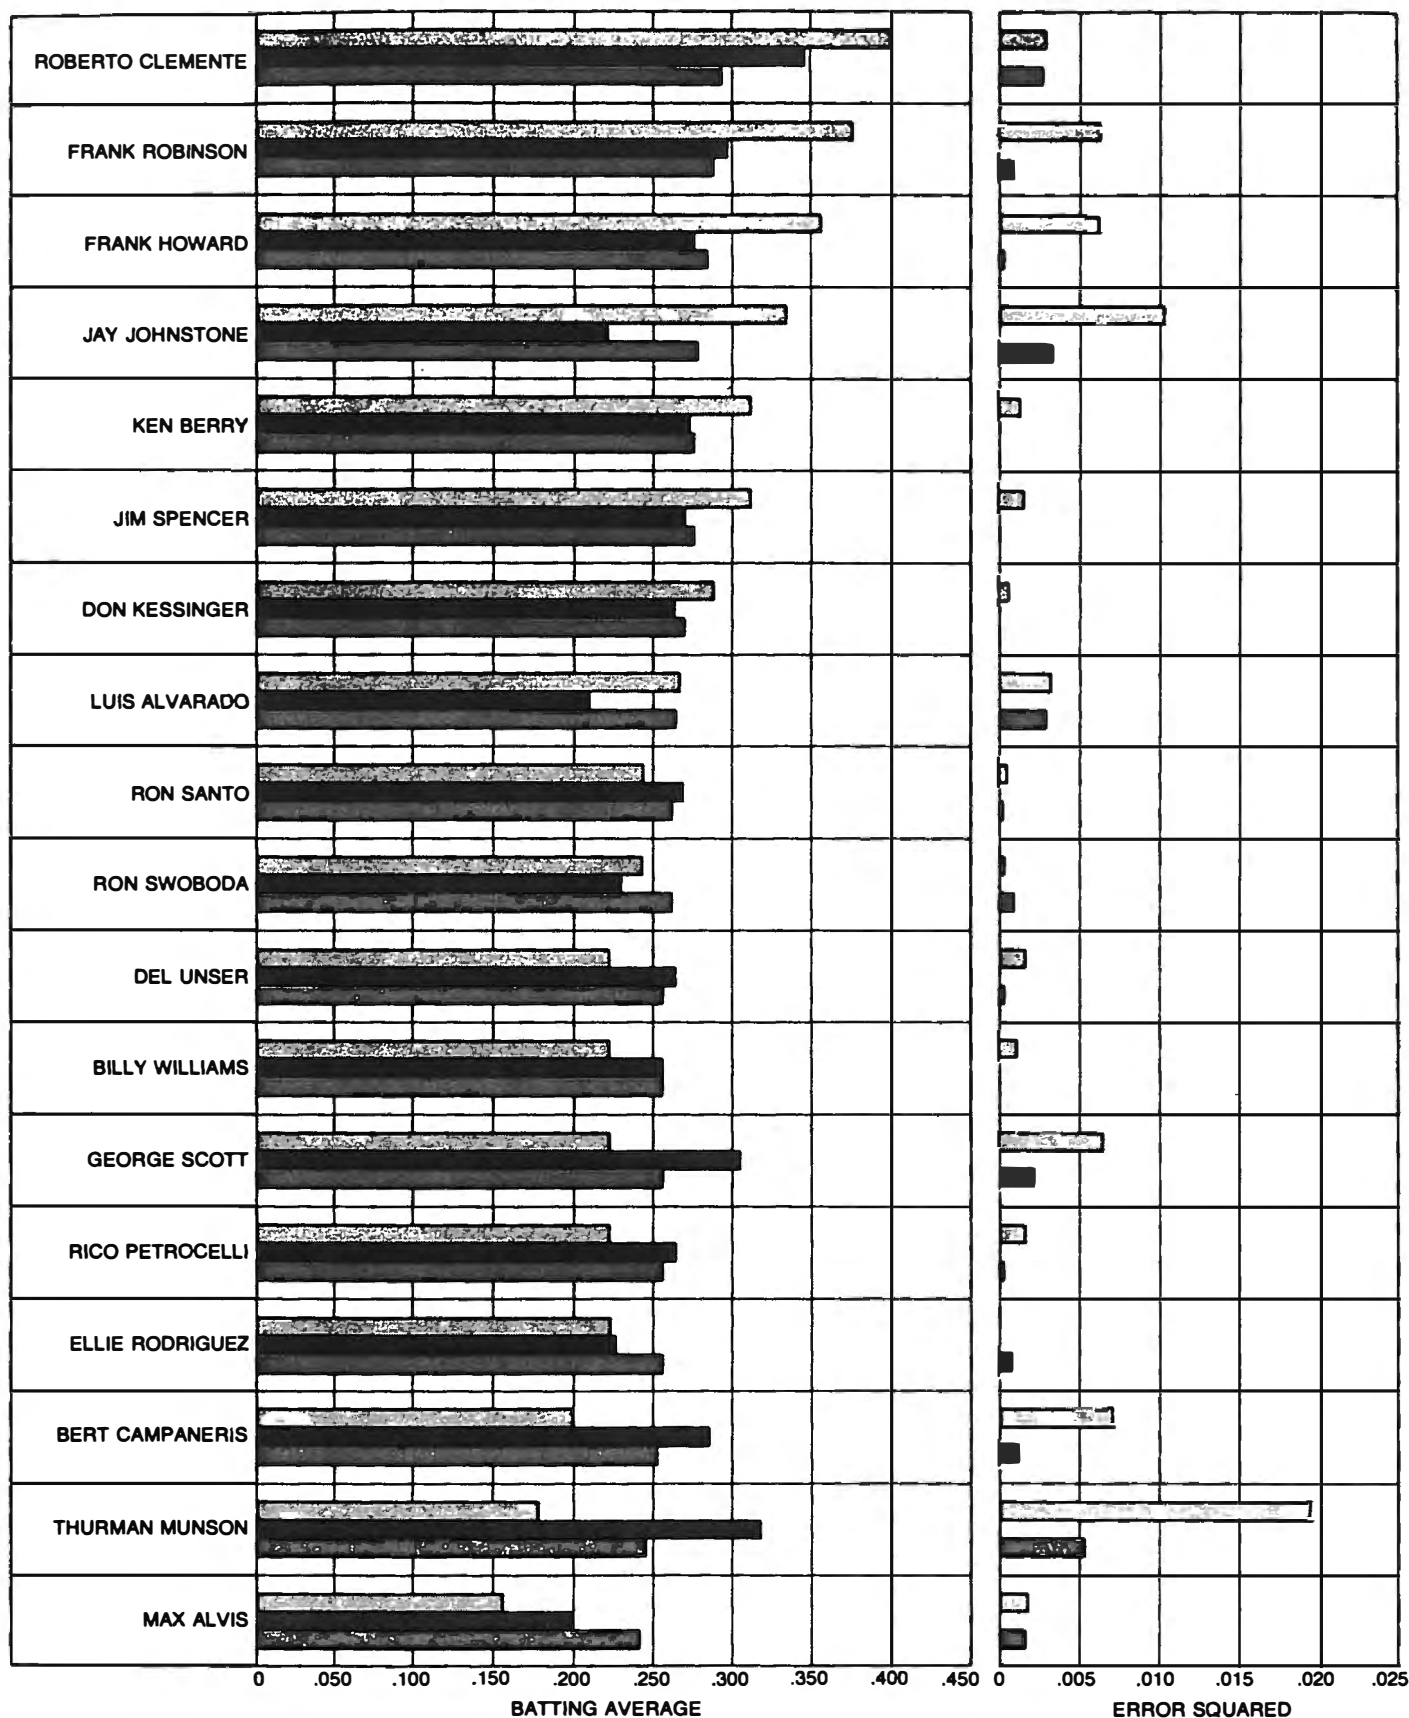 ROBERTO CLEMENTE
FRANK ROBINSON
FRANK HOWARD
JAY JOHNSTONE
KEN BERRY
JIM SPENCER
DON KESSINGER
LUIS ALVARADO
RON SANTO
RON SWOBODA
DEL UNSER
BILLY WILLIAMS
GEORGE SCOTT
RICO PETROCELLI
ELLIE RODRIGUEZ
BERT CAMPANERIS
THURMAN MUNSON
MAX ALVIS
0 .050 .100 .150 .200 .250 .300 .350 .400 .450 0 .005 .010 .015 .020 .025
BATTING AVERAGE ERROR SQUARED